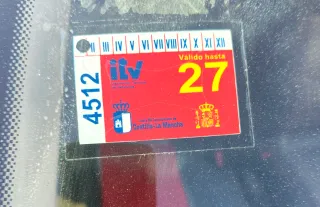 II III IV V VI VII VIII IX X XI XII
itv
Válido hasta
27
4512
Castilla-La Mancha